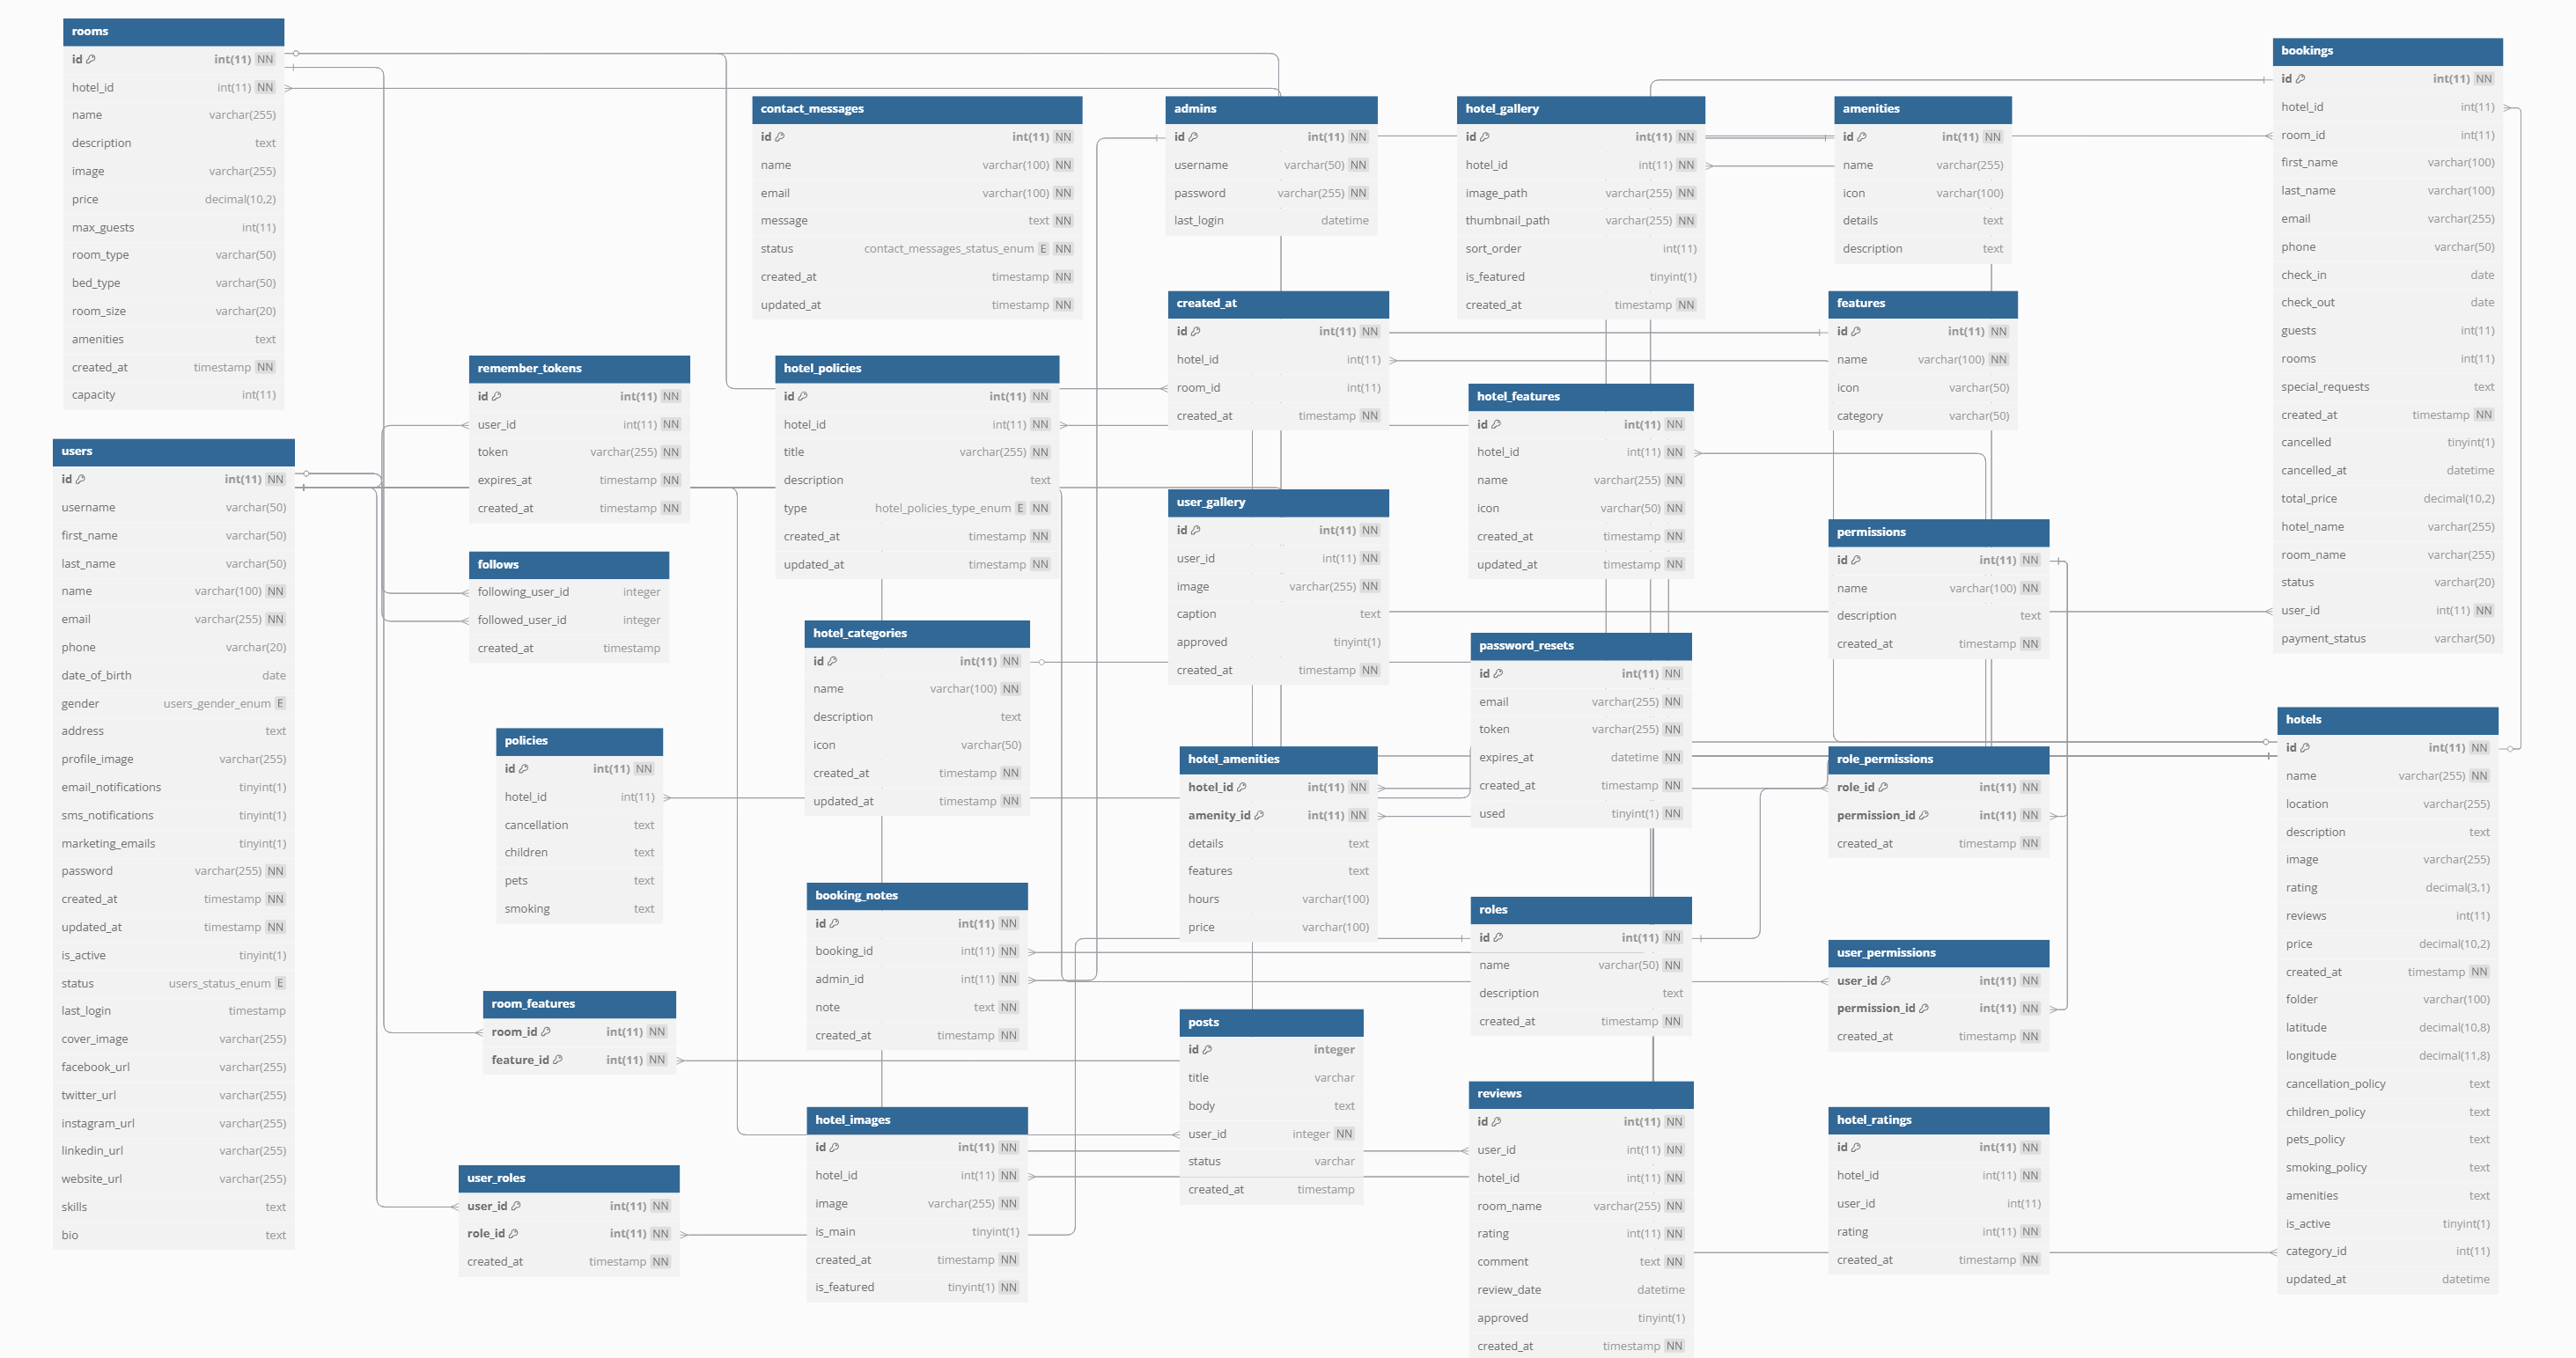 rooms
id int(11) NN
hotel_id int(11) NN
name varchar(255)
description text
image varchar(255)
price decimal(10,2)
max_guests int(11)
room_type varchar(50)
bed_type varchar(50)
room_size varchar(20)
amenities text
created_at timestamp NN
capacity int(11)
users
id int(11) NN
username varchar(50)
first_name varchar(50)
last_name varchar(50)
name varchar(100) NN
email varchar(255) NN
phone varchar(20)
date_of_birth date
gender users_gender_enum E
address text
profile_image varchar(255)
email_notifications tinyint(1)
sms_notifications tinyint(1)
marketing_emails tinyint(1)
password varchar(255) NN
created_at timestamp NN
updated_at timestamp NN
is_active tinyint(1)
status users_status_enum E
last_login timestamp
cover_image varchar(255)
facebook_url varchar(255)
twitter_url varchar(255)
instagram_url varchar(255)
linkedin_url varchar(255)
website_url varchar(255)
skills text
bio text
remember_tokens
id int(11) NN
user_id int(11) NN
token varchar(255) NN
expires_at timestamp NN
created_at timestamp NN
follows
following_user_id integer
followed_user_id integer
created_at timestamp
policies
id int(11) NN
hotel_id int(11)
cancellation text
children text
pets text
smoking text
room_features
room_id int(11) NN
feature_id int(11) NN
user_roles
user_id int(11) NN
role_id int(11) NN
created_at timestamp NN
contact_messages
id int(11) NN
name varchar(100) NN
email varchar(100) NN
message text NN
status contact_messages_status_enum E NN
created_at timestamp NN
updated_at timestamp NN
hotel_policies
id int(11) NN
hotel_id int(11) NN
title varchar(255) NN
description text
type hotel_policies_type_enum E NN
created_at timestamp NN
updated_at timestamp NN
hotel_categories
id int(11) NN
name varchar(100) NN
description text
icon varchar(50)
created_at timestamp NN
updated_at timestamp NN
booking_notes
id int(11) NN
booking_id int(11) NN
admin_id int(11) NN
note text NN
created_at timestamp NN
hotel_images
id int(11) NN
hotel_id int(11) NN
image varchar(255) NN
is_main tinyint(1)
created_at timestamp NN
is_featured tinyint(1) NN
admins
id int(11) NN
username varchar(50) NN
password varchar(255) NN
last_login datetime
created_at
id int(11) NN
hotel_id int(11)
room_id int(11)
created_at timestamp NN
user_gallery
id int(11) NN
user_id int(11) NN
image varchar(255) NN
caption text
approved tinyint(1)
created_at timestamp NN
hotel_amenities
hotel_id int(11) NN
amenity_id int(11) NN
details text
features text
hours varchar(100)
price varchar(100)
posts
id integer
title varchar
body text
user_id integer NN
status varchar
created_at timestamp
hotel_gallery
id int(11) NN
hotel_id int(11) NN
image_path varchar(255) NN
thumbnail_path varchar(255) NN
sort_order int(11)
is_featured tinyint(1)
created_at timestamp NN
hotel_features
id int(11) NN
hotel_id int(11) NN
name varchar(255) NN
icon varchar(50) NN
created_at timestamp NN
updated_at timestamp NN
password_resets
id int(11) NN
email varchar(255) NN
token varchar(255) NN
expires_at datetime NN
created_at timestamp NN
used tinyint(1) NN
roles
id int(11) NN
name varchar(50) NN
description text
created_at timestamp NN
reviews
id int(11) NN
user_id int(11) NN
hotel_id int(11) NN
room_name varchar(255) NN
rating int(11) NN
comment text NN
review_date datetime
approved tinyint(1)
created_at timestamp NN
amenities
id int(11) NN
name varchar(255)
icon varchar(100)
details text
description text
features
id int(11) NN
name varchar(100) NN
icon varchar(50)
category varchar(50)
permissions
id int(11) NN
name varchar(100) NN
description text
created_at timestamp NN
role_permissions
role_id int(11) NN
permission_id int(11) NN
created_at timestamp NN
user_permissions
user_id int(11) NN
permission_id int(11) NN
created_at timestamp NN
hotel_ratings
id int(11) NN
hotel_id int(11) NN
user_id int(11)
rating int(11) NN
created_at timestamp NN
bookings
id int(11) NN
hotel_id int(11)
room_id int(11)
first_name varchar(100)
last_name varchar(100)
email varchar(255)
phone varchar(50)
check_in date
check_out date
guests int(11)
rooms int(11)
special_requests text
created_at timestamp NN
cancelled tinyint(1)
cancelled_at datetime
total_price decimal(10,2)
hotel_name varchar(255)
room_name varchar(255)
status varchar(20)
user_id int(11) NN
payment_status varchar(50)
hotels
id int(11) NN
name varchar(255) NN
location varchar(255)
description text
image varchar(255)
rating decimal(3,1)
reviews int(11)
price decimal(10,2)
created_at timestamp NN
folder varchar(100)
latitude decimal(10,8)
longitude decimal(11,8)
cancellation_policy text
children_policy text
pets_policy text
smoking_policy text
amenities text
is_active tinyint(1)
category_id int(11)
updated_at datetime